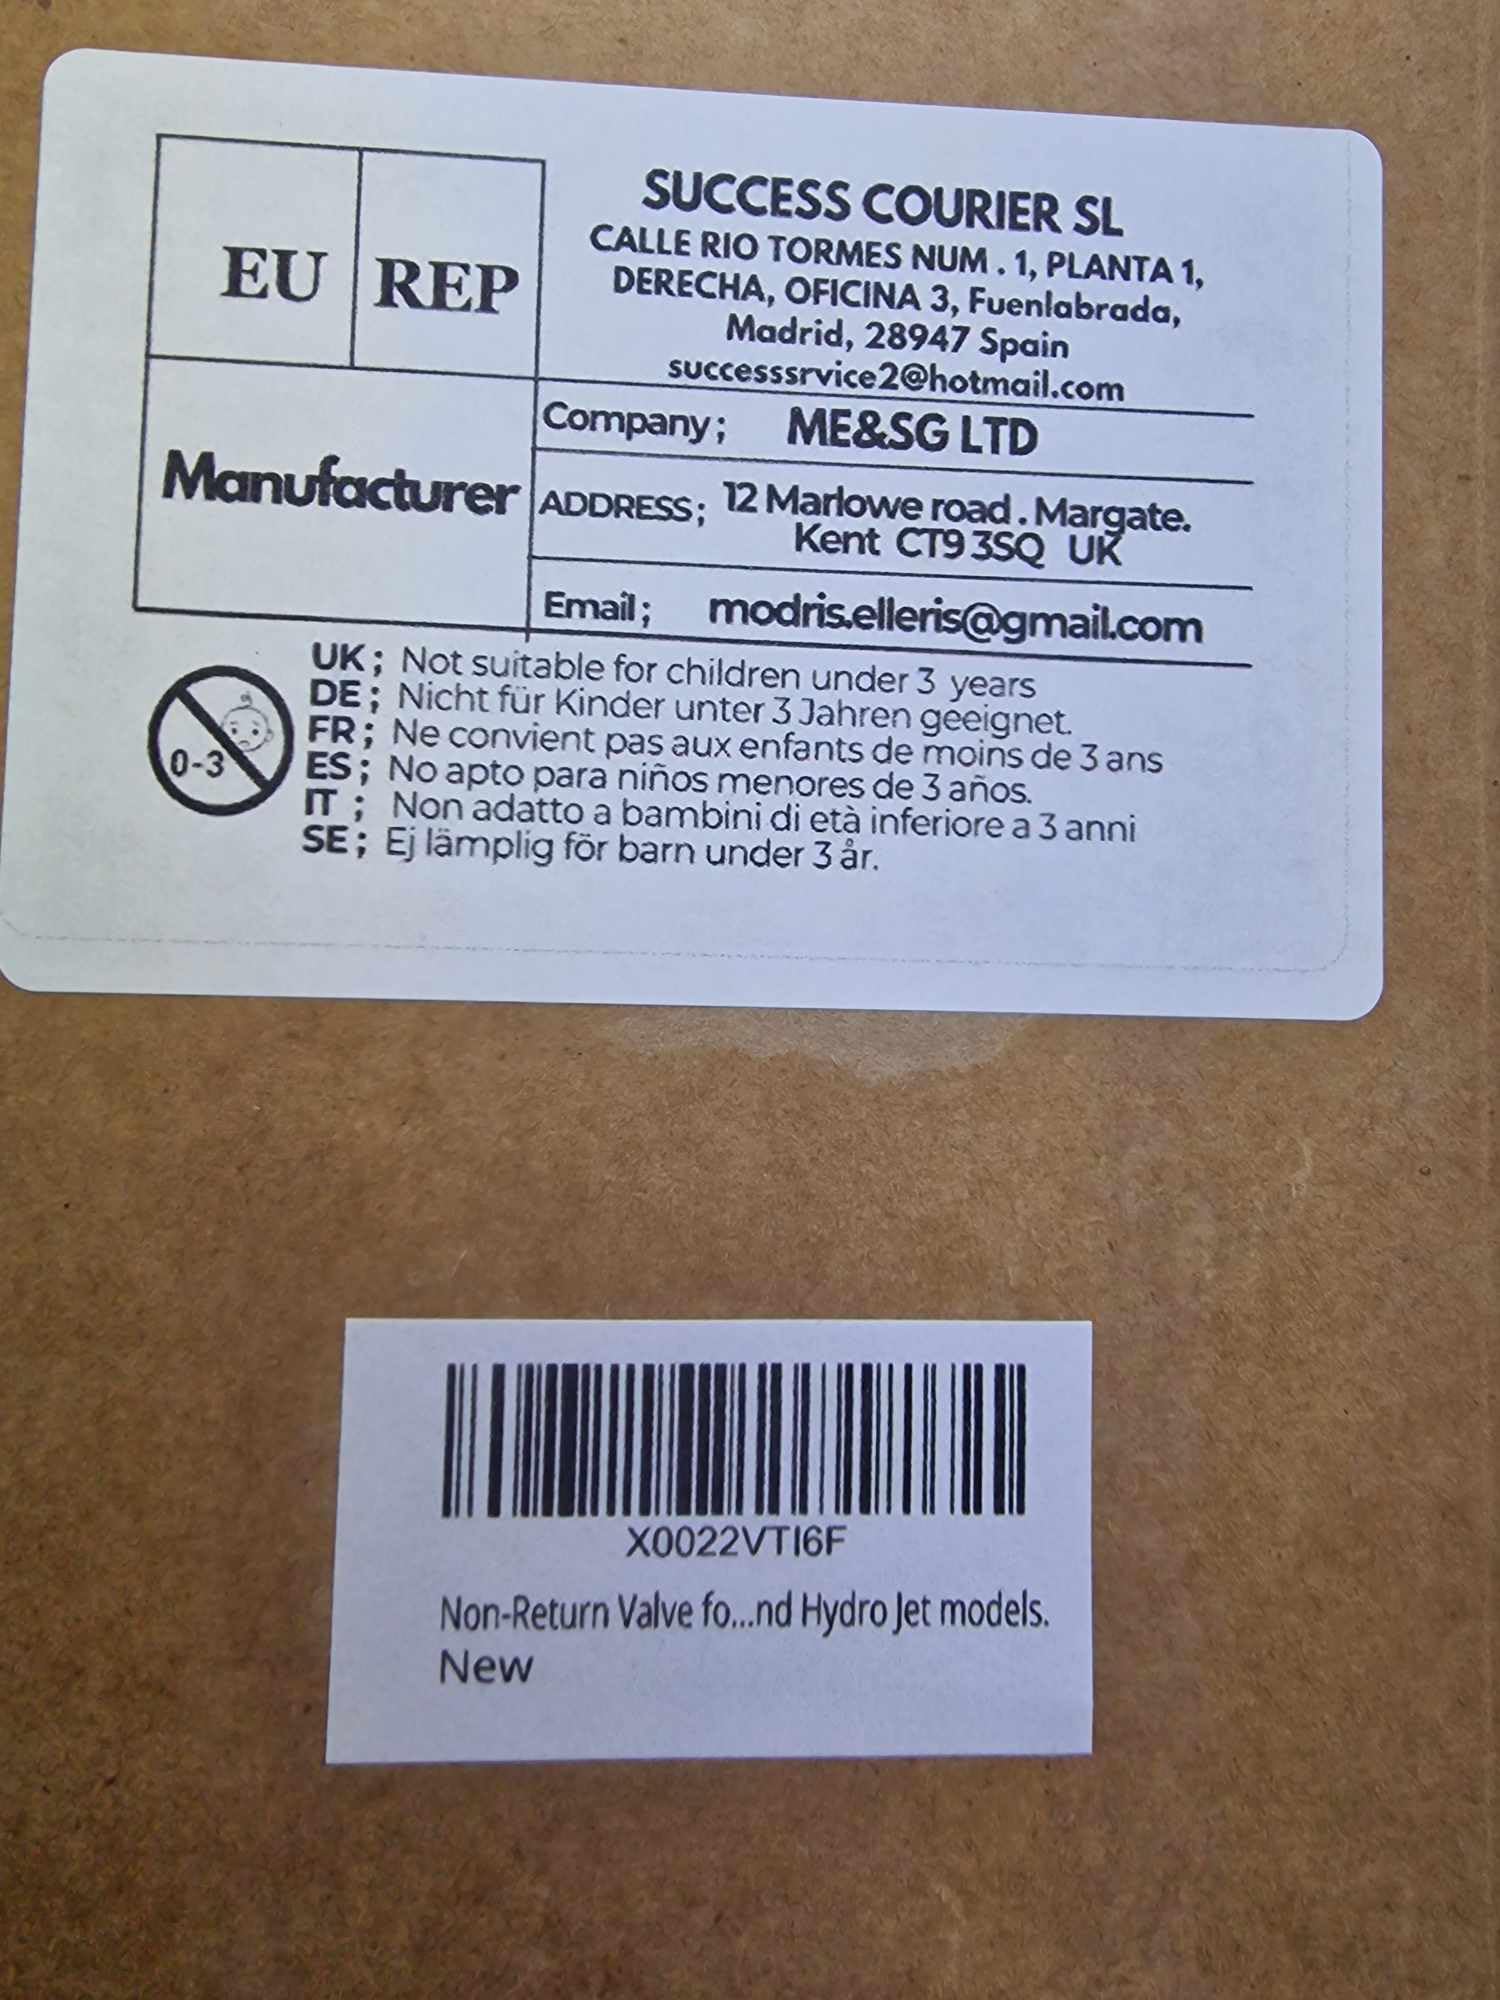 EU REP
SUCCESS COURIER SL
CALLE RIO TORMES NUM . 1, PLANTA 1,
DERECHA, OFICINA 3, Fuenlabrada,
Madrid, 28947 Spain
successsrvice2@hotmail.com
Manufacturer
Company; ME&SG LTD
ADDRESS; 12 Marlowe road . Margate.
Kent CT9 3SQ UK
Email; modris.elleris@gmail.com
0-3
UK; Not suitable for children under 3 years
DE; Nicht für Kinder unter 3 Jahren geeignet.
FR; Ne convient pas aux enfants de moins de 3 ans
ES; No apto para niños menores de 3 años.
IT ; Non adatto a bambini di età inferiore a 3 anni
SE; Ej lämplig för barn under 3 år.
X0022VTI6F
Non-Return Valve fo...nd Hydro Jet models.
New